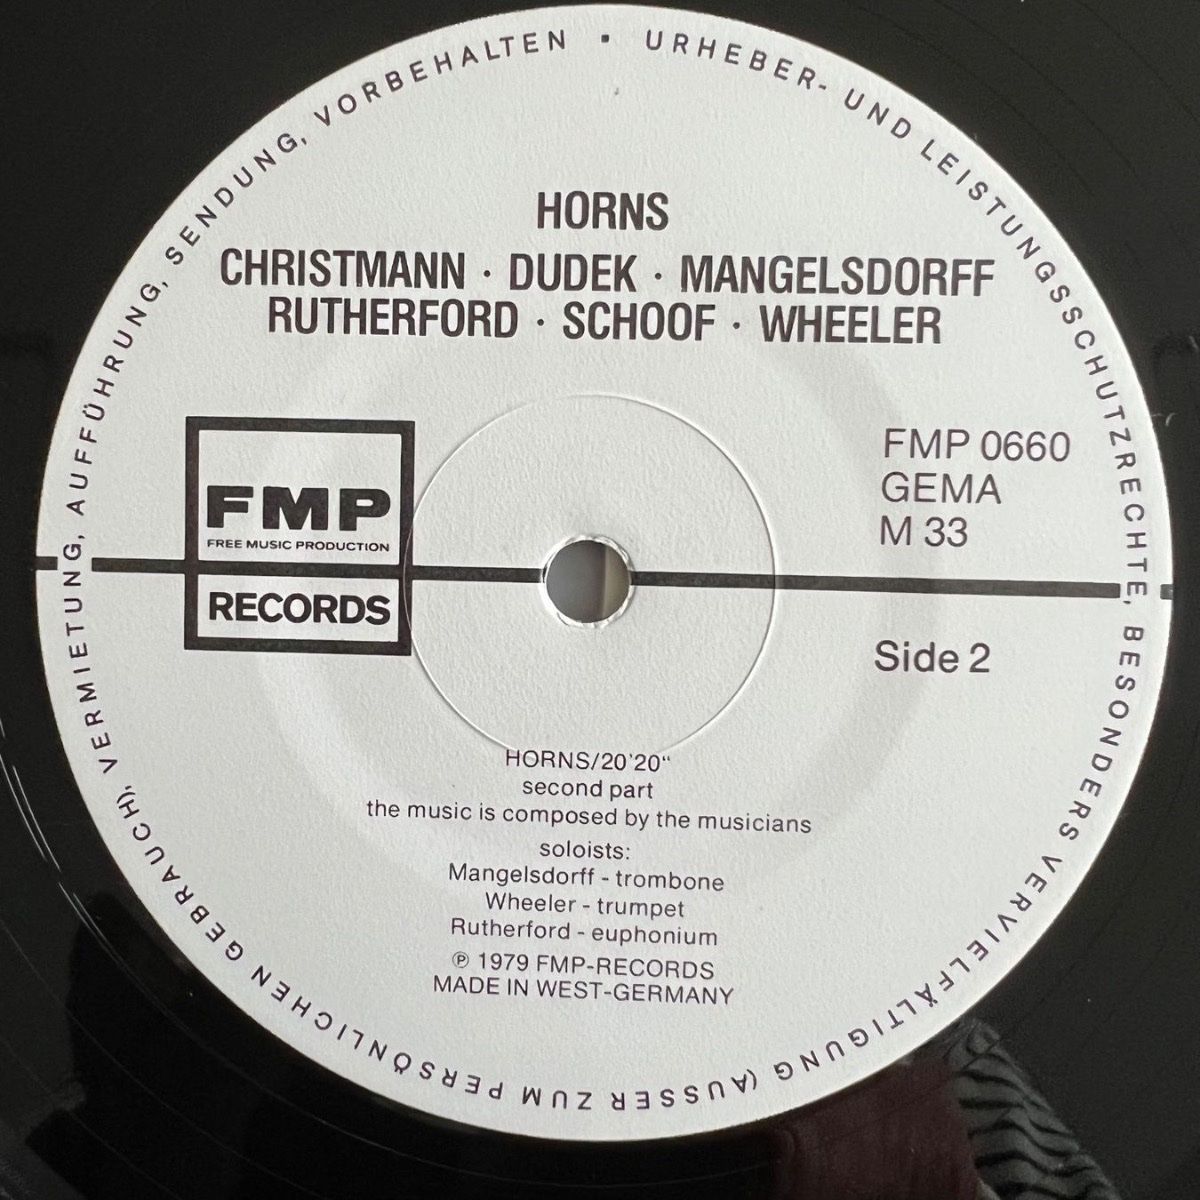 URHEBER- UND LEISTUNGSSCHUTZRECHTE, BESONDERS VERVIELFÄLTIGUNG (AUSSER ZUM PERSÖNLICHEN GEBRAUCH), VERMIETUNG, AUFFÜHRUNG, SENDUNG, VORBEHALTEN ·
HORNS
CHRISTMANN · DUDEK · MANGELSDORFF
RUTHERFORD · SCHOOF · WHEELER
FMP
FREE MUSIC PRODUCTION
RECORDS
FMP 0660
GEMA
M 33
Side 2
HORNS/20'20“
second part
the music is composed by the musicians
soloists:
Mangelsdorff - trombone
Wheeler - trumpet
Rutherford - euphonium
℗ 1979 FMP-RECORDS
MADE IN WEST-GERMANY